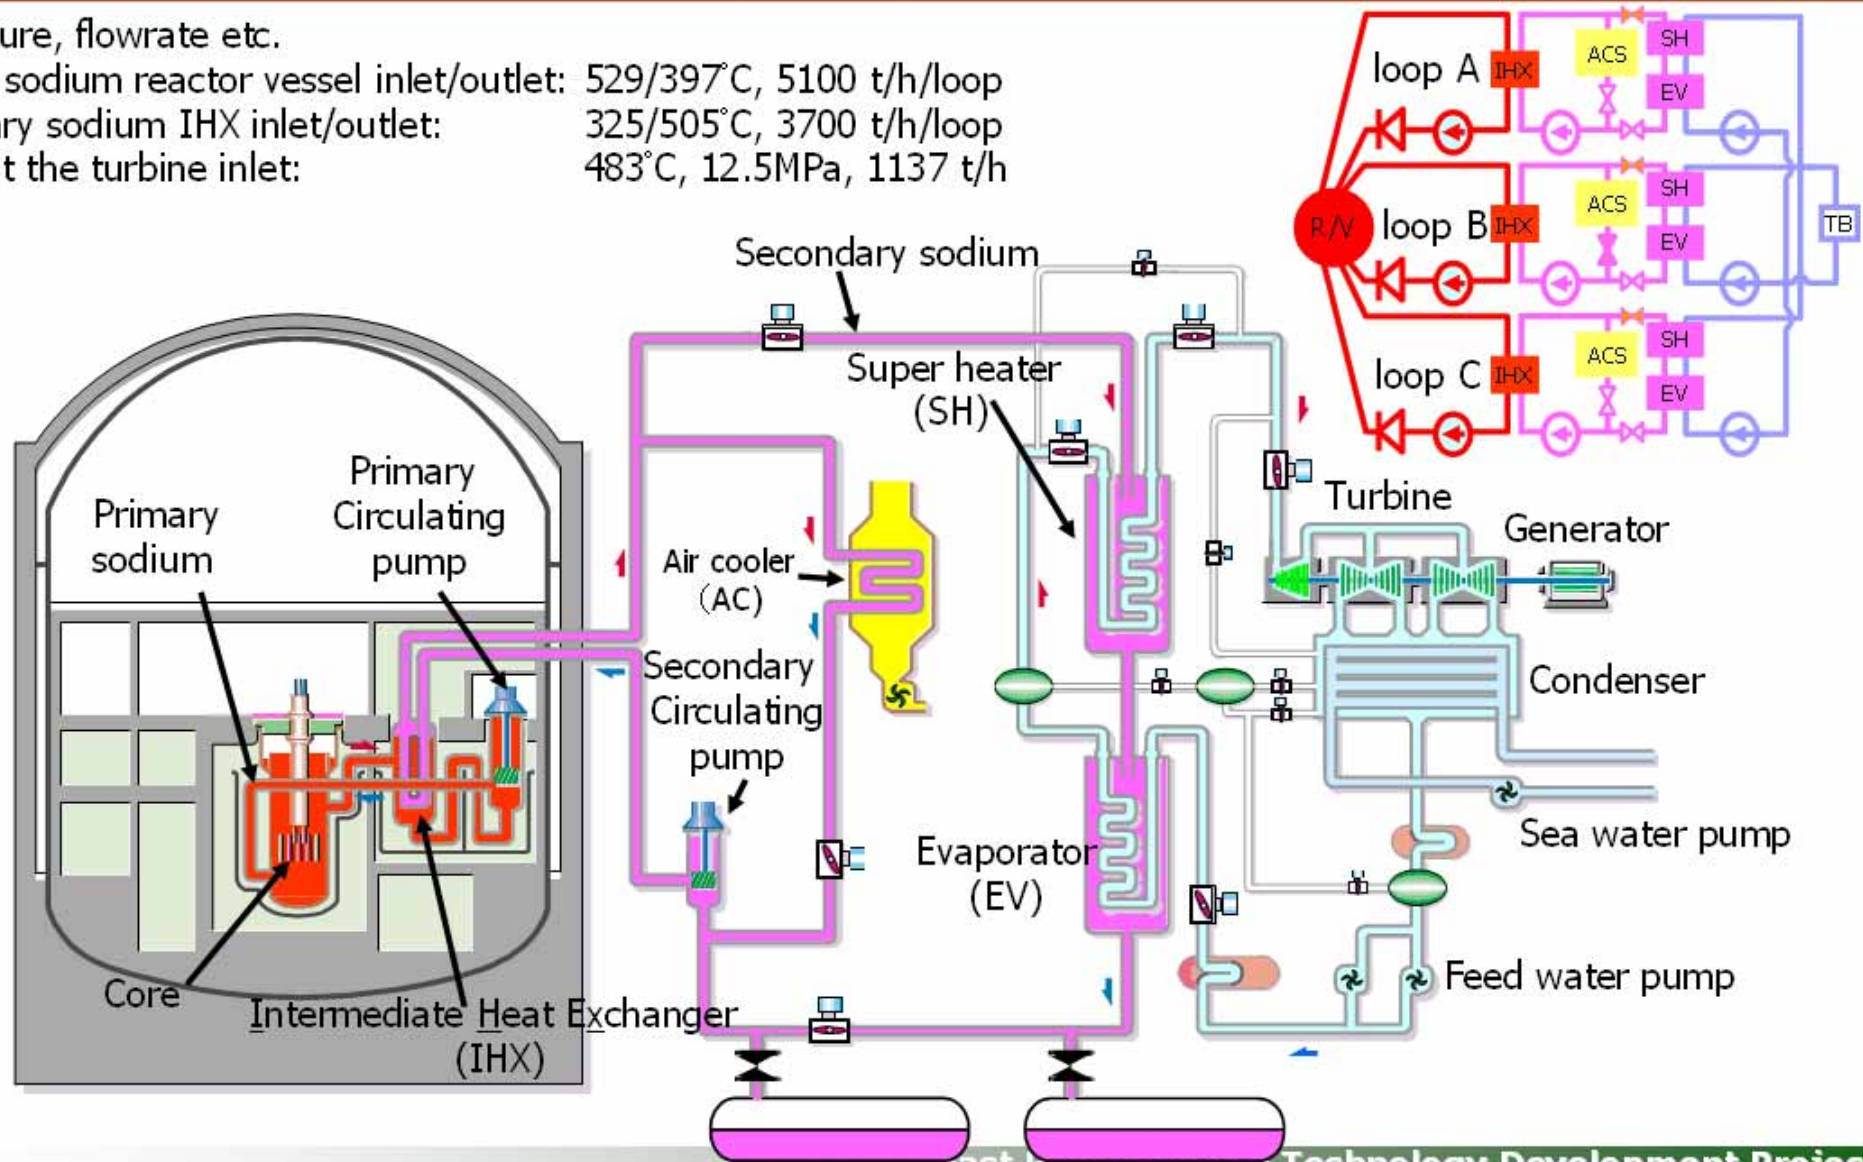 ure, flowrate etc.
sodium reactor vessel inlet/outlet: 529/397°C, 5100 t/h/loop
ry sodium IHX inlet/outlet: 325/505°C, 3700 t/h/loop
t the turbine inlet: 483°C, 12.5MPa, 1137 t/h
loop A
IHX
ACS
SH
EV
R/V
loop B
IHX
ACS
SH
EV
TB
loop C
IHX
ACS
SH
EV
Secondary sodium
Super heater
(SH)
Primary
sodium
Primary
Circulating
pump
Air cooler
(AC)
Turbine
Generator
Secondary
Circulating
pump
Condenser
Evaporator
(EV)
Sea water pump
Feed water pump
Core
Intermediate Heat Exchanger
(IHX)
Technology Development Projec